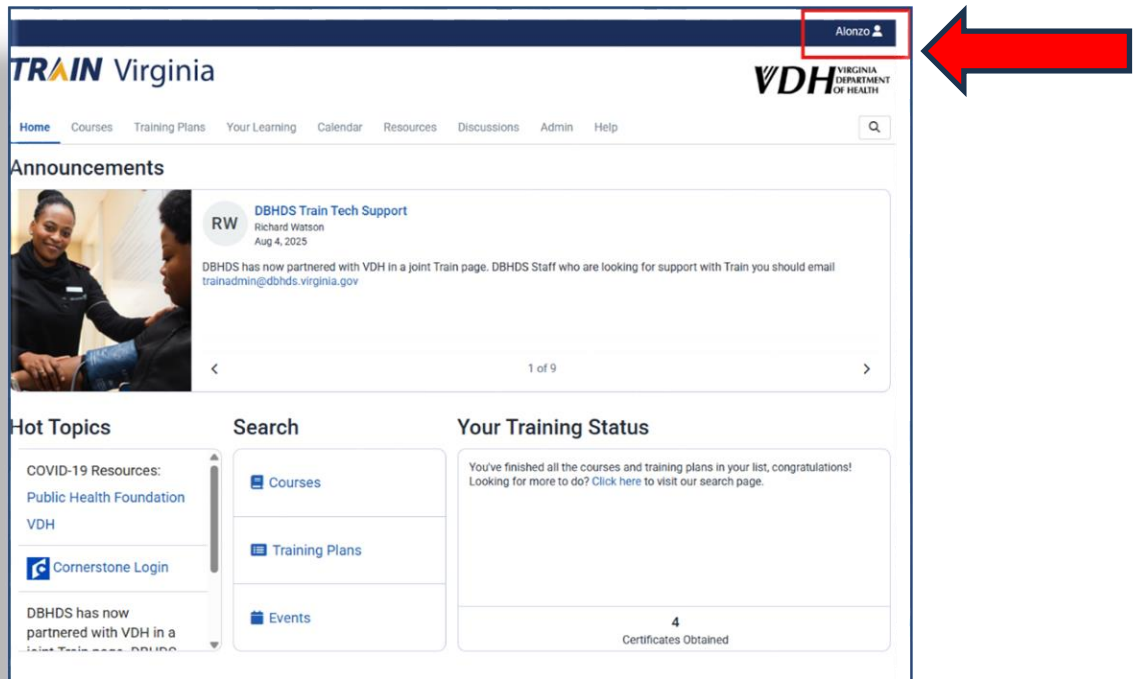 Alonzo
TRAIN Virginia
VDH VIRGINIA
DEPARTMENT
OF HEALTH
Home Courses Training Plans Your Learning Calendar Resources Discussions Admin Help
Announcements
RW
DBHDS Train Tech Support
Richard Watson
Aug 4, 2025
DBHDS has now partnered with VDH in a joint Train page. DBHDS Staff who are looking for support with Train you should email
trainadmin@dbhds.virginia.gov
1 of 9
Hot Topics
COVID-19 Resources:
Public Health Foundation
VDH
Cornerstone Login
DBHDS has now
partnered with VDH in a
joint Train page. DBHDS
Search
Courses
Training Plans
Events
Your Training Status
You've finished all the courses and training plans in your list, congratulations!
Looking for more to do? Click here to visit our search page.
4
Certificates Obtained